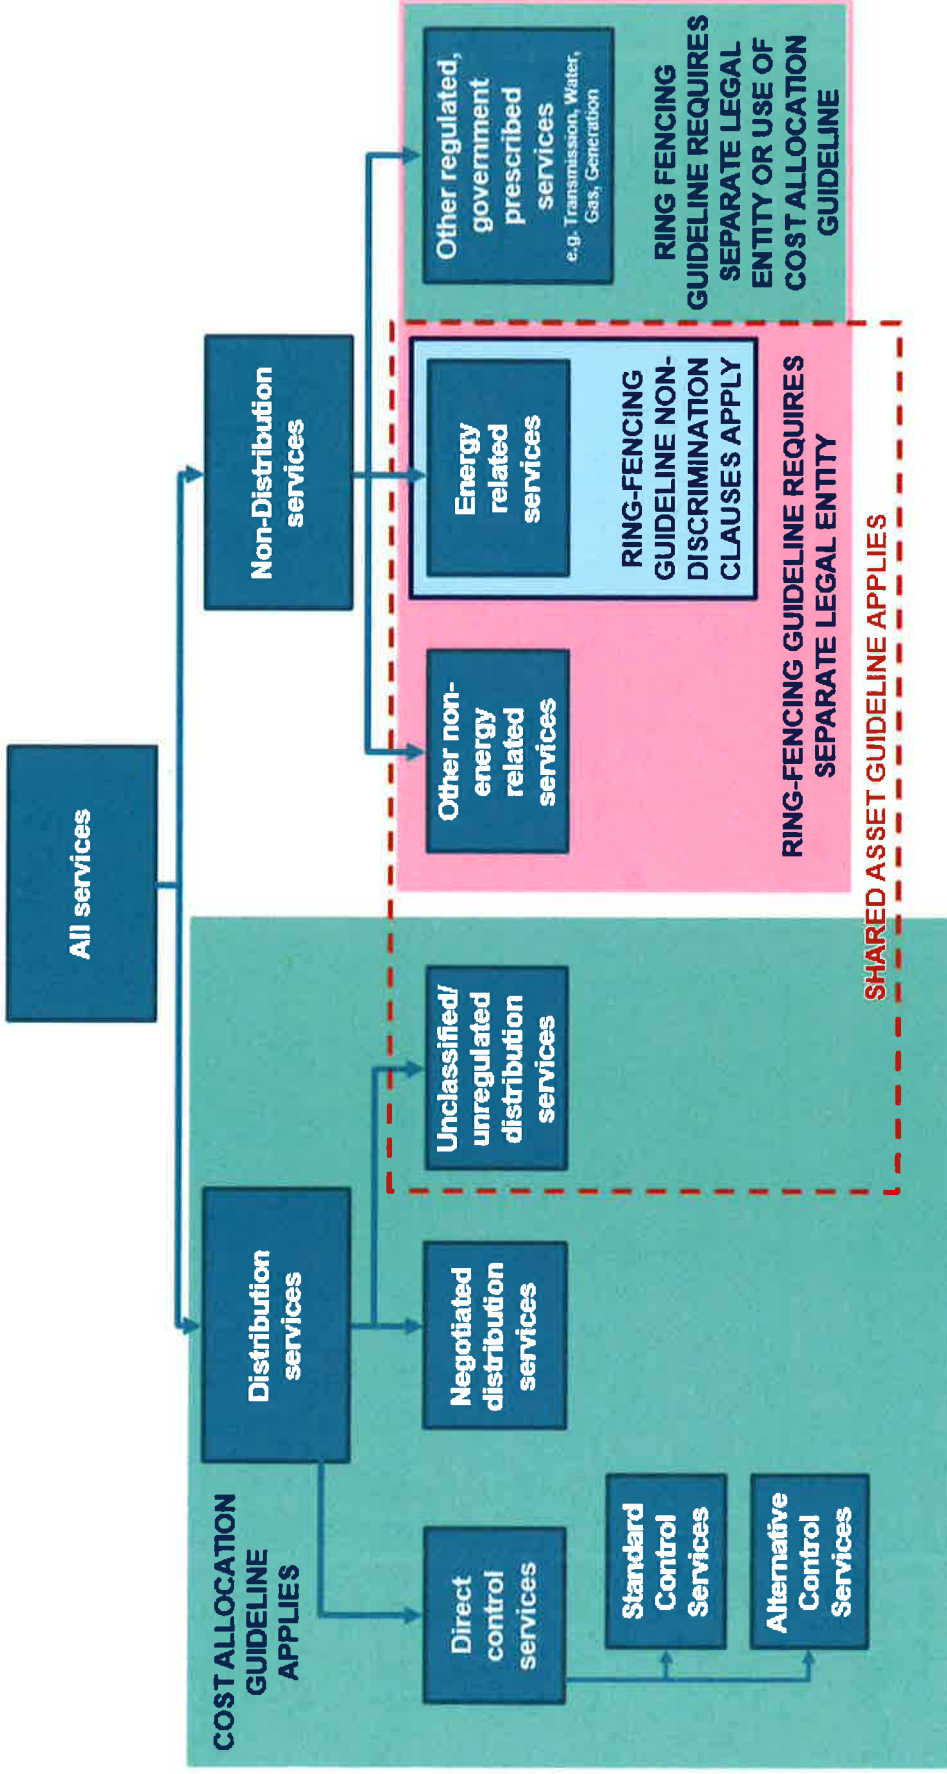 All services
COST ALLOCATION
GUIDELINE
APPLIES
Distribution
services
Non-Distribution
services
Direct
control
services
Negotiated
distribution
services
Unclassified/
unregulated
distribution
services
Other non-
energy
related
services
Energy
related
services
Other regulated,
government
prescribed
services
e.g. Transmission, Water,
Gas, Generation
Standard
Control
Services
Alternative
Control
Services
RING-FENCING
GUIDELINE NON-
DISCRIMINATION
CLAUSES APPLY
RING FENCING
GUIDELINE REQUIRES
SEPARATE LEGAL
ENTITY OR USE OF
COST ALLOCATION
GUIDELINE
RING-FENCING GUIDELINE REQUIRES
SEPARATE LEGAL ENTITY
SHARED ASSET GUIDELINE APPLIES